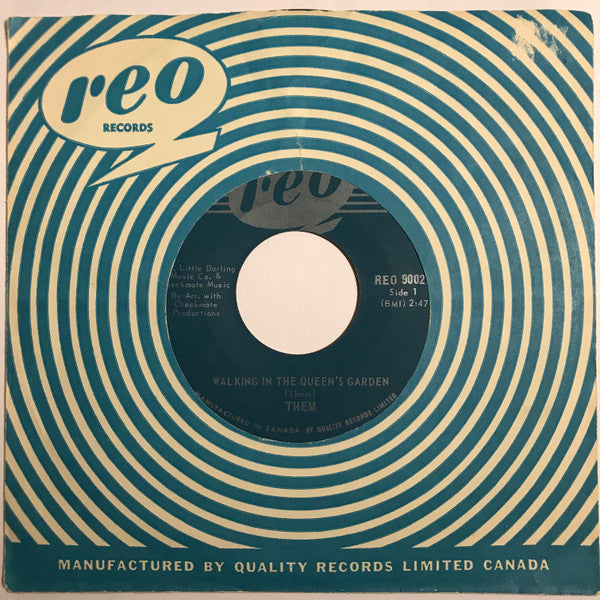 reo
RECORDS
reo
Little Darling
Music Co. &
eckmate Music
By Arr. with
Checkmate
Productions
REO 9002
Side 1
(BMI) 2:47
WALKING IN THE QUEEN'S GARDEN
(Them)
THEM
MANUFACTURED IN CANADA BY QUALITY RECORDS LIMITED
MANUFACTURED BY QUALITY RECORDS LIMITED CANADA